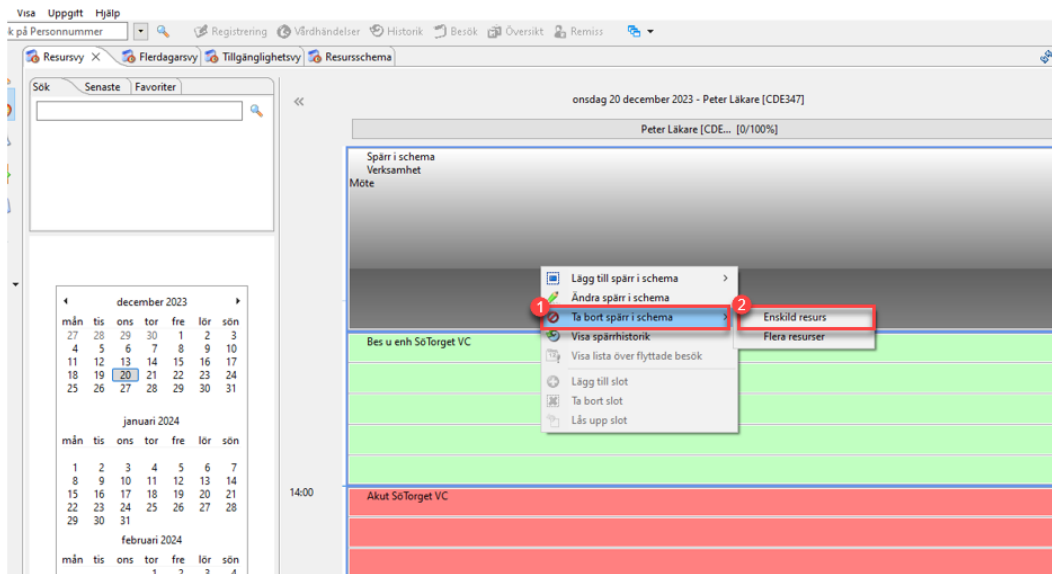 Visa Uppgift Hjälp
k på Personnummer Registrering Vårdhändelser Historik Besök Översikt Remiss
Resursvy Flerdagarsvy Tillgänglighetsvy Resursschema
Sök Senaste Favoriter
onsdag 20 december 2023 - Peter Läkare [CDE347]
Peter Läkare [CDE... [0/100%]
Spärr i schema
Verksamhet
Möte
Lägg till spärr i schema
Ändra spärr i schema
1 Ta bort spärr i schema
Visa spärrhistorik
Visa lista över flyttade besök
Lägg till slot
Ta bort slot
Lås upp slot
2 Enskild resurs
Flera resurser
Bes u enh SöTorget VC
14:00
Akut SöTorget VC
december 2023
mån tis ons tor fre lör sön
27 28 29 30 1 2 3
4 5 6 7 8 9 10
11 12 13 14 15 16 17
18 19 20 21 22 23 24
25 26 27 28 29 30 31
januari 2024
mån tis ons tor fre lör sön
1 2 3 4 5 6 7
8 9 10 11 12 13 14
15 16 17 18 19 20 21
22 23 24 25 26 27 28
29 30 31
februari 2024
mån tis ons tor fre lör sön
1 2 3 4